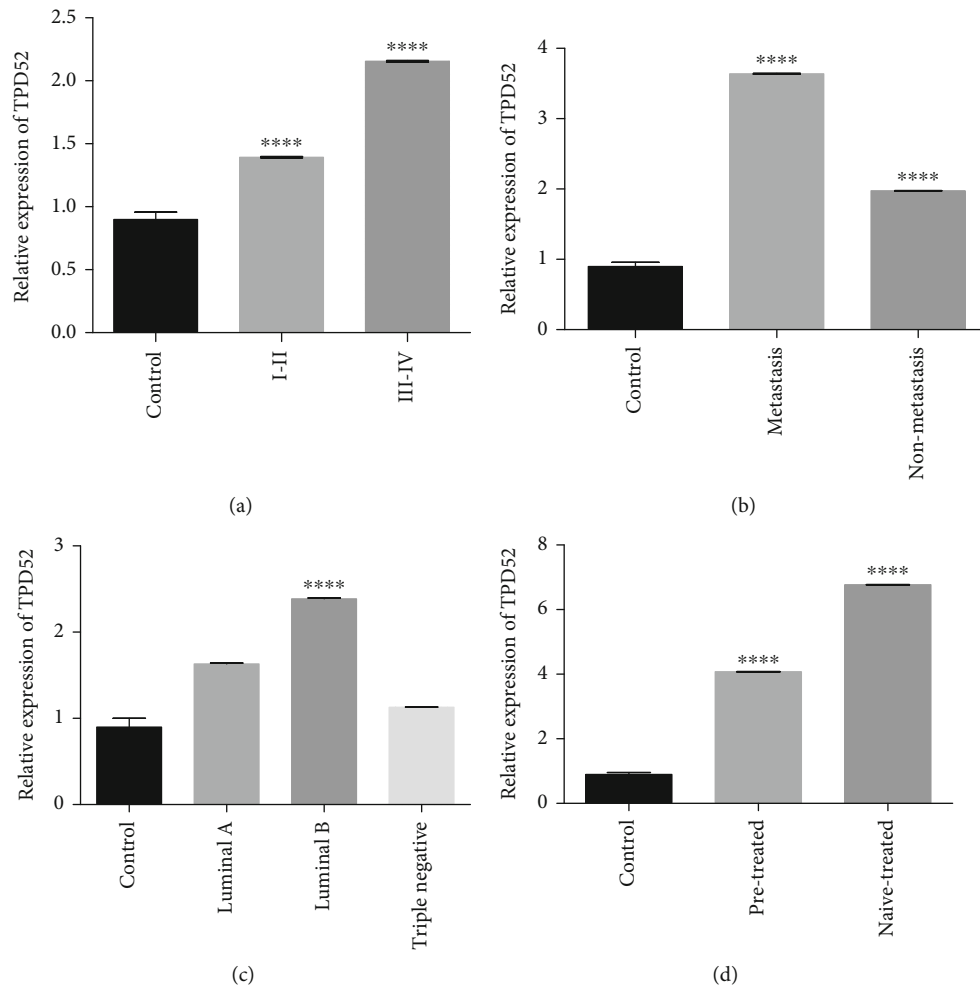 Relative expression of TPD52
2.5
2.0
1.5
1.0
0.5
0.0
****
****
Control
I-II
III-IV
(a)
Relative expression of TPD52
4
3
2
1
0
****
****
Control
Metastasis
Non-metastasis
(b)
Relative expression of TPD52
3
2
1
0
****
Control
Luminal A
Luminal B
Triple negative
(c)
Relative expression of TPD52
8
6
4
2
0
****
****
Control
Pre-treated
Naive-treated
(d)